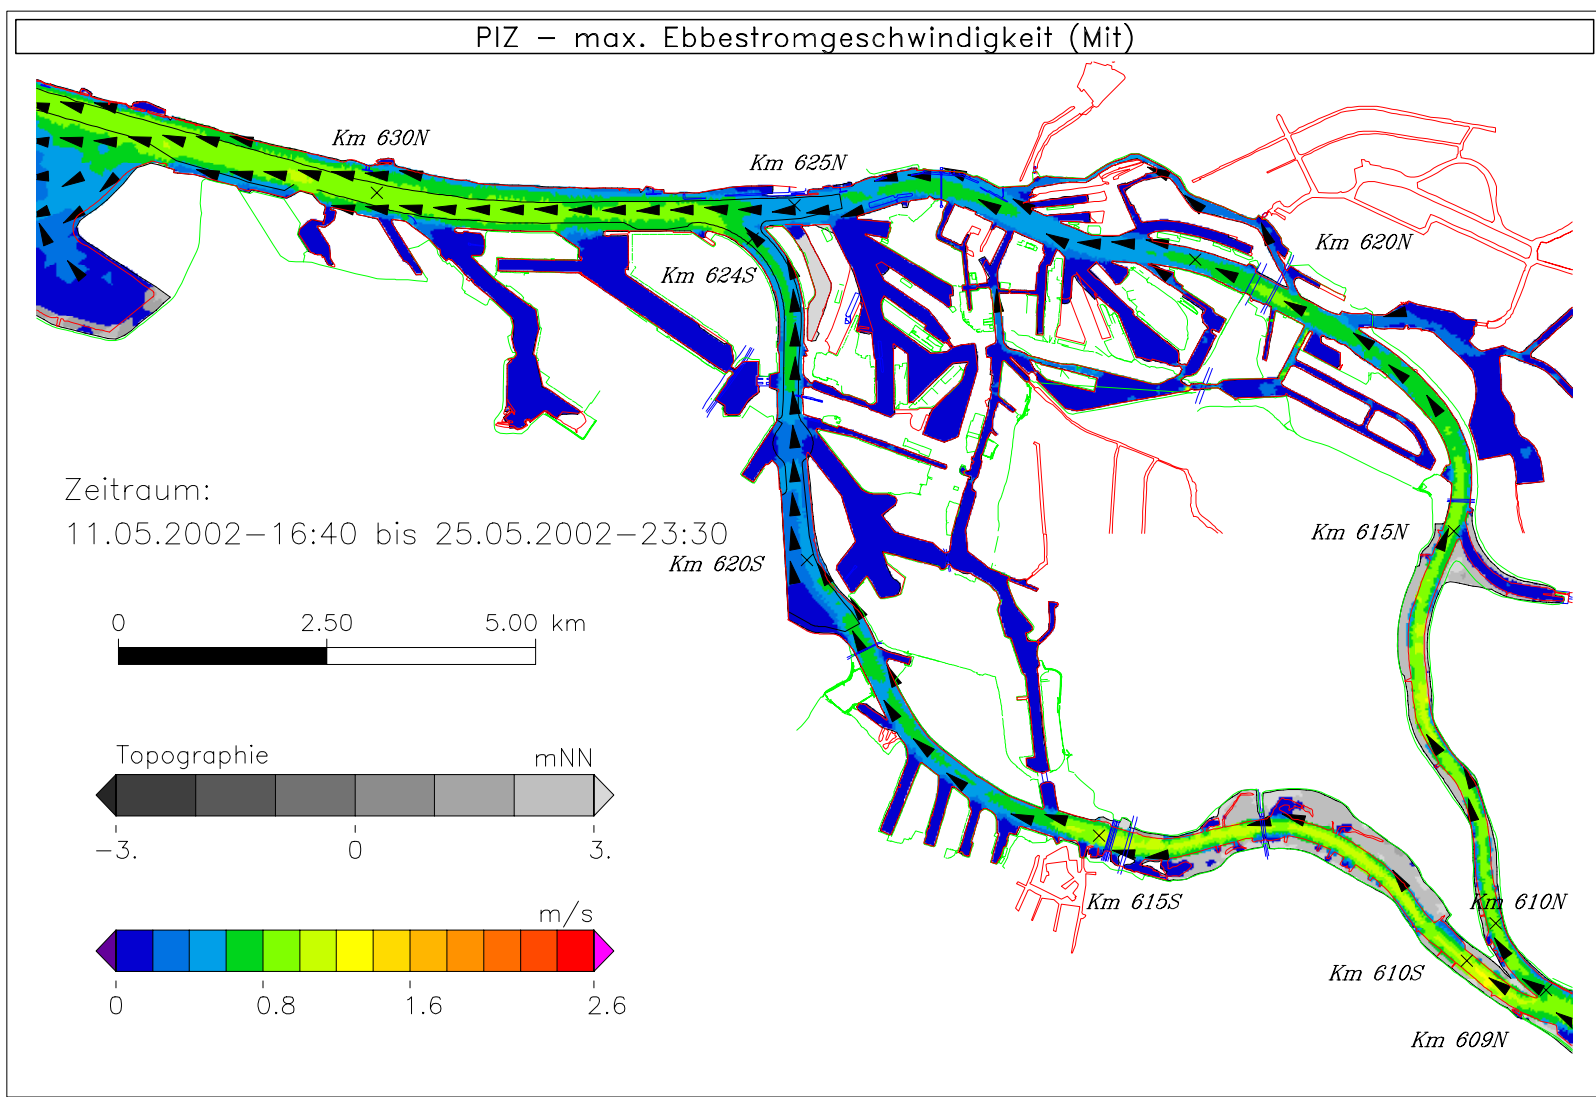 PIZ – max. Ebbestromgeschwindigkeit (Mit)
Km 630N
Km 625N
Km 620N
Km 624S
Zeitraum:
11.05.2002–16:40 bis 25.05.2002–23:30
Km 615N
Km 620S
0 2.50 5.00 km
Topographie mNN
–3. 0 3.
Km 615S
Km 610N
m/s
Km 610S
0 0.8 1.6 2.6
Km 609N